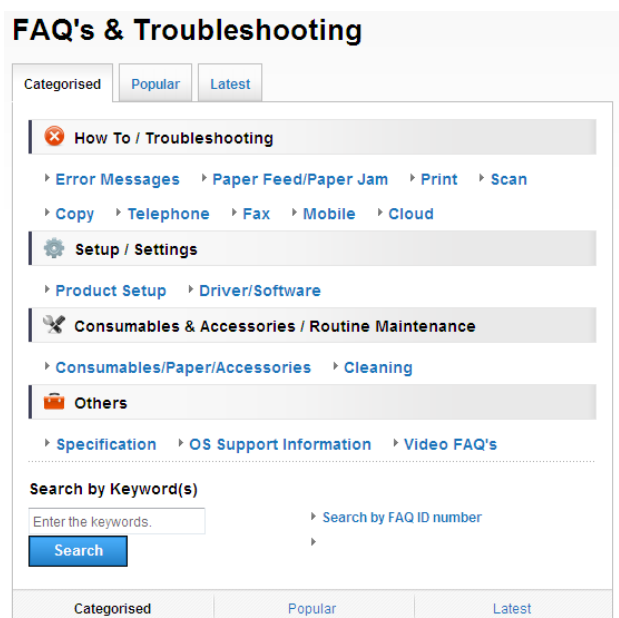 FAQ's & Troubleshooting
Categorised Popular Latest
How To / Troubleshooting
Error Messages Paper Feed/Paper Jam Print Scan
Copy Telephone Fax Mobile Cloud
Setup / Settings
Product Setup Driver/Software
Consumables & Accessories / Routine Maintenance
Consumables/Paper/Accessories Cleaning
Others
Specification OS Support Information Video FAQ's
Search by Keyword(s)
Enter the keywords. Search by FAQ ID number
Search
Categorised Popular Latest